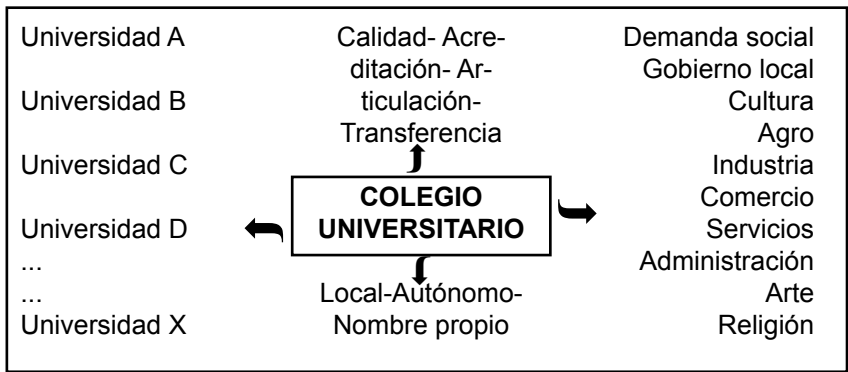 Universidad A
Universidad B
Universidad C
Universidad D
...
...
Universidad X
Calidad- Acre-
ditación- Ar-
ticulación-
Transferencia
COLEGIO
UNIVERSITARIO
Local-Autónomo-
Nombre propio
Demanda social
Gobierno local
Cultura
Agro
Industria
Comercio
Servicios
Administración
Arte
Religión